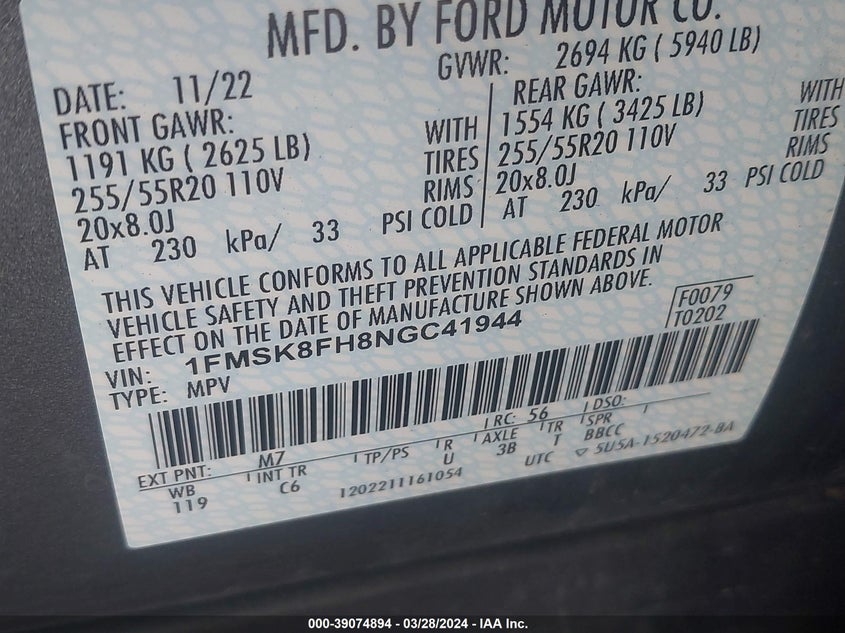 MFD. BY FORD MOTOR CO.
DATE: 11/22 GVWR: 2694 KG ( 5940 LB)
FRONT GAWR: REAR GAWR:
1191 KG ( 2625 LB) WITH 1554 KG ( 3425 LB) WITH
255/55R20 110V TIRES 255/55R20 110V TIRES
20x8.0J RIMS 20x8.0J RIMS
AT 230 kPa/ 33 PSI COLD AT 230 kPa/ 33 PSI COLD
THIS VEHICLE CONFORMS TO ALL APPLICABLE FEDERAL MOTOR
VEHICLE SAFETY AND THEFT PREVENTION STANDARDS IN
EFFECT ON THE DATE OF MANUFACTURE SHOWN ABOVE.
VIN: 1FMSK8FH8NGC41944 F0079
TYPE: MPV T0202
EXT PNT: M7 RC: 56 DSO:
WB INT TR TP/PS R AXLE TR SPR
119 C6 U 3B T BBCC
1202211161054 UTC ▽ 5U5A-1520472-BA
000-39074894 – 03/28/2024 – IAA Inc.